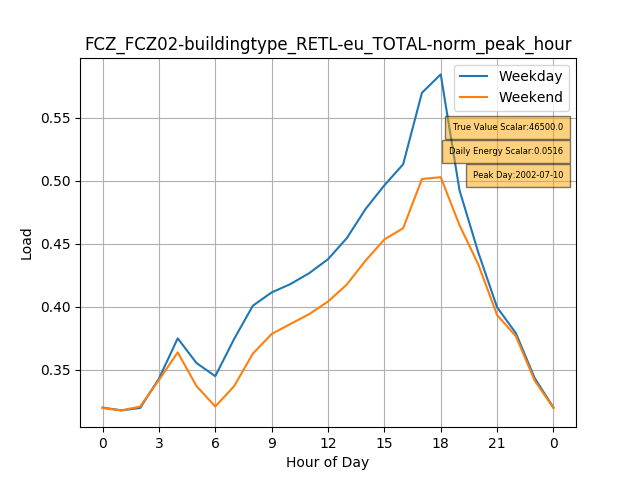 FCZ_FCZ02-buildingtype_RETL-eu_TOTAL-norm_peak_hour
Weekday
Weekend
True Value Scalar:46500.0
Daily Energy Scalar:0.0516
Peak Day:2002-07-10
0.55
0.50
0.45
0.40
0.35
Load
0 3 6 9 12 15 18 21 0
Hour of Day